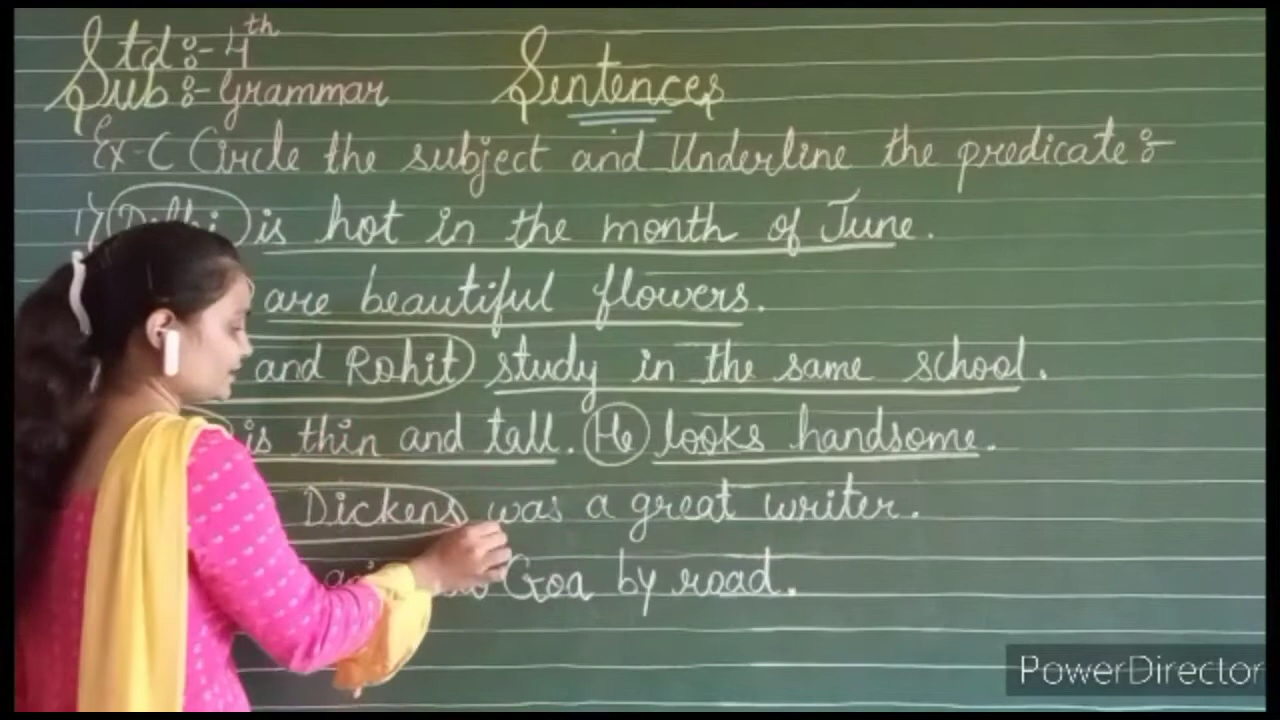 Std :- 4th
Sub :- Grammar
Sentences
Ex-C Circle the subject and Underline the predicate :-
1) Delhi is hot in the month of June.
are beautiful flowers.
and Rohit study in the same school.
is thin and tall. He looks handsome.
Dickens was a great writer.
Goa by road.
PowerDirector